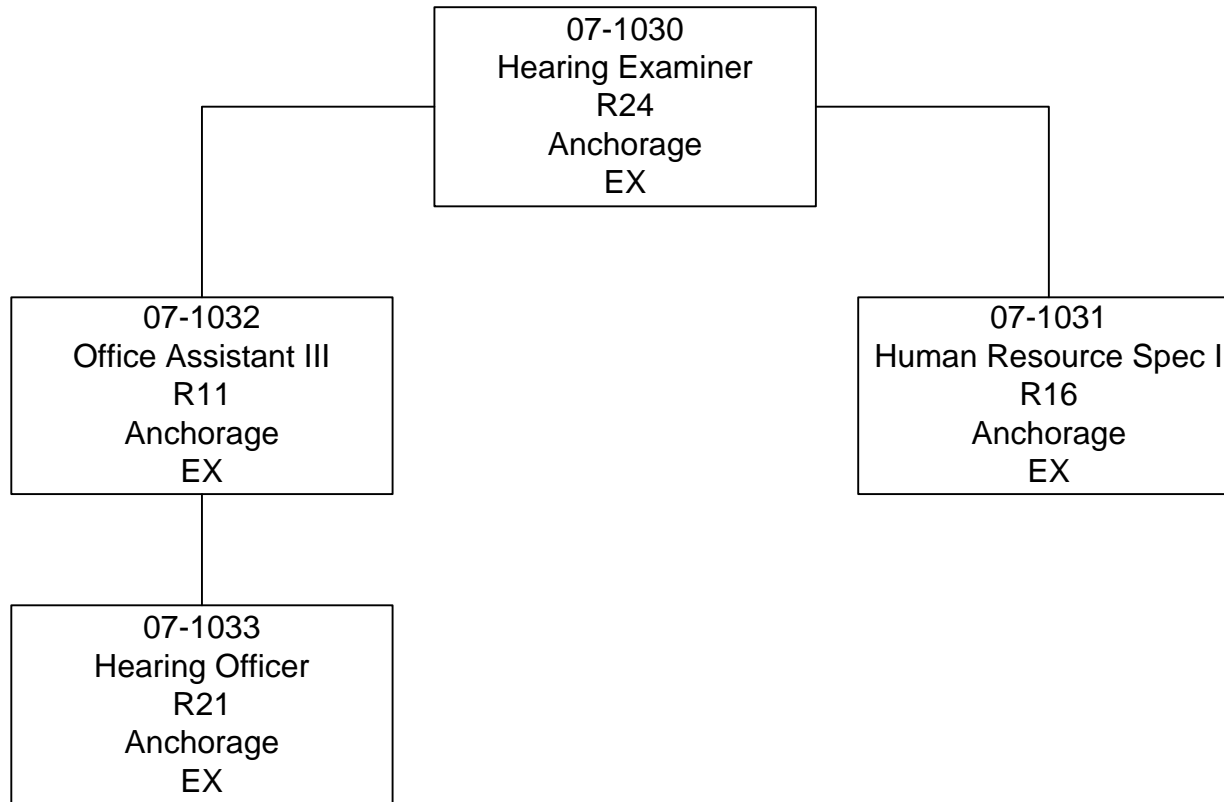 07-1030
Hearing Examiner
R24
Anchorage
EX
07-1032
Office Assistant III
R11
Anchorage
EX
07-1031
Human Resource Spec I
R16
Anchorage
EX
07-1033
Hearing Officer
R21
Anchorage
EX